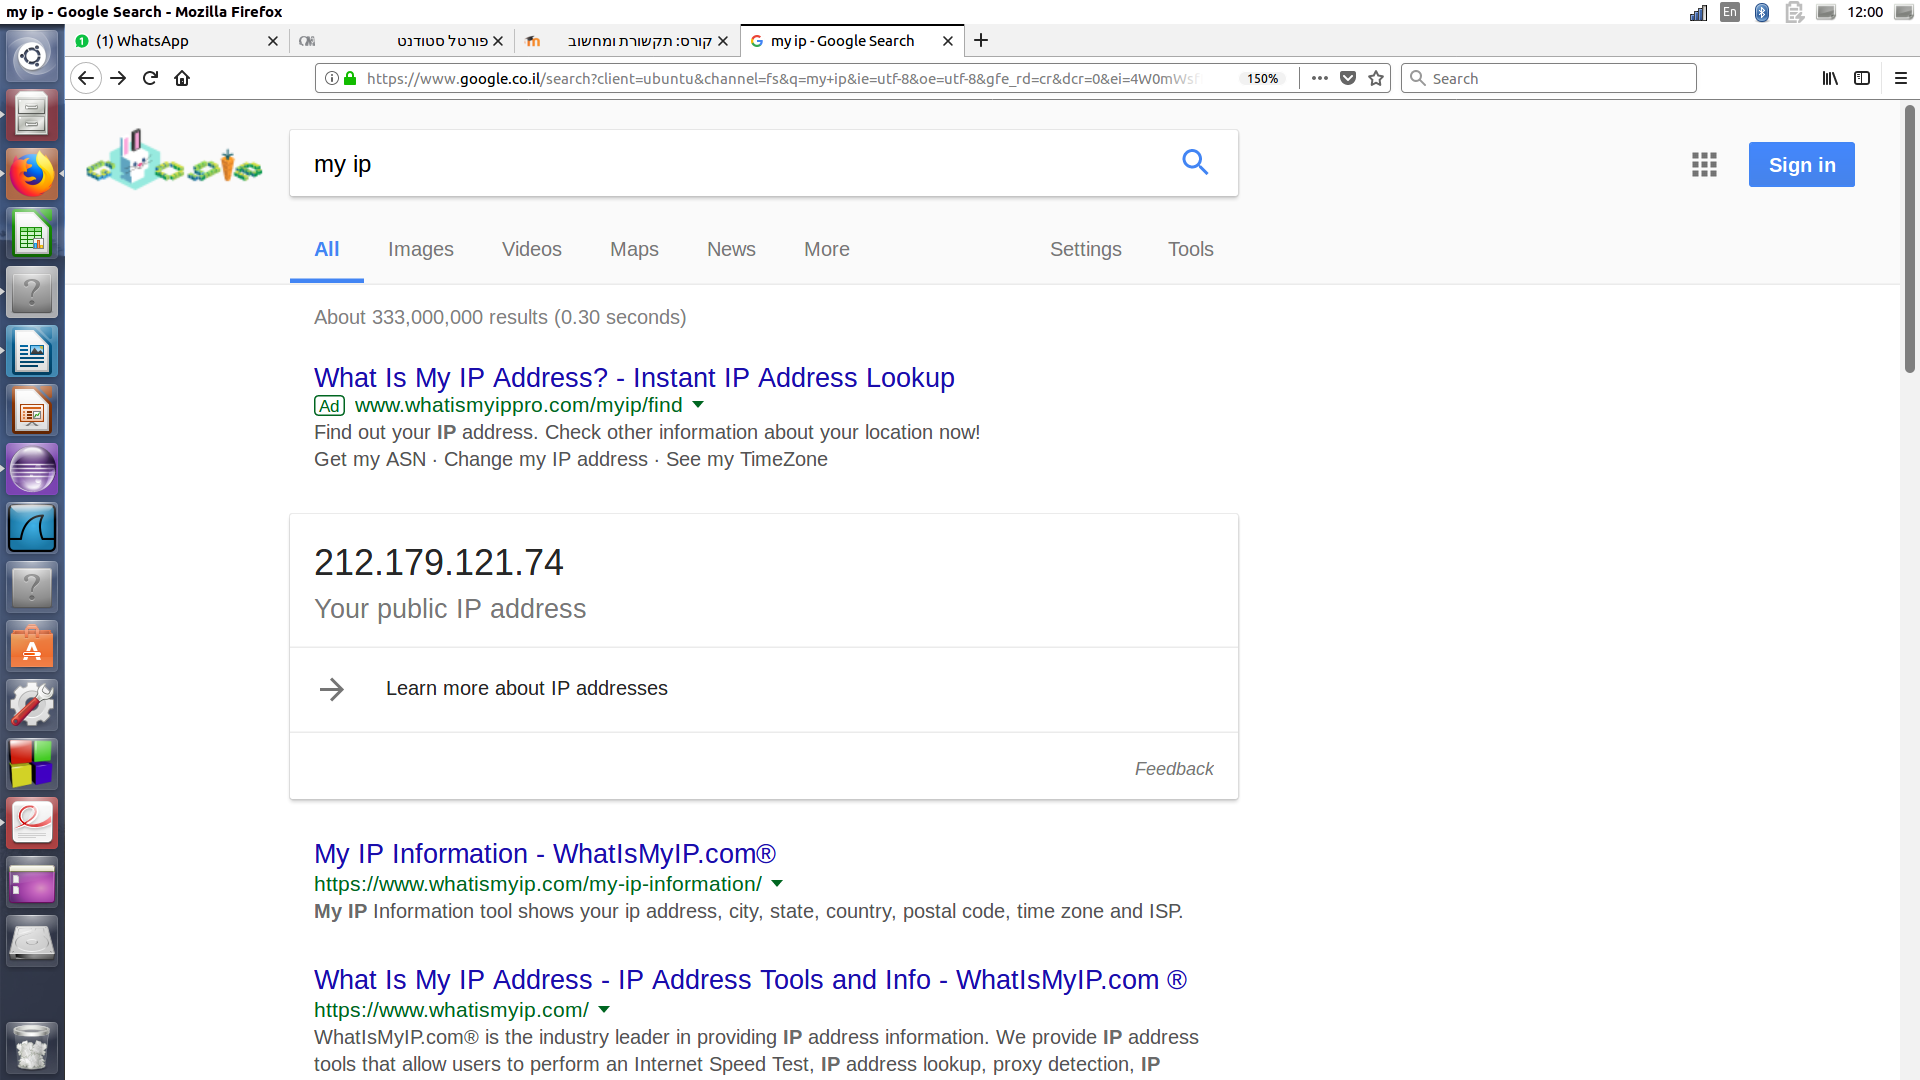 my ip - Google Search - Mozilla Firefox
En
12:00
(1) WhatsApp
פורטל סטודנט
קורס: תקשורת ומחשוב
my ip - Google Search
https://www.google.co.il/search?client=ubuntu&channel=fs&q=my+ip&ie=utf-8&oe=utf-8&gfe_rd=cr&dcr=0&ei=4W0mWsf
150%
Search
my ip
Sign in
All
Images
Videos
Maps
News
More
Settings
Tools
About 333,000,000 results (0.30 seconds)
What Is My IP Address? - Instant IP Address Lookup
Ad www.whatismyippro.com/myip/find
Find out your IP address. Check other information about your location now!
Get my ASN · Change my IP address · See my TimeZone
212.179.121.74
Your public IP address
Learn more about IP addresses
Feedback
My IP Information - WhatIsMyIP.com®
https://www.whatismyip.com/my-ip-information/
My IP Information tool shows your ip address, city, state, country, postal code, time zone and ISP.
What Is My IP Address - IP Address Tools and Info - WhatIsMyIP.com ®
https://www.whatismyip.com/
WhatIsMyIP.com® is the industry leader in providing IP address information. We provide IP address
tools that allow users to perform an Internet Speed Test, IP address lookup, proxy detection, IP